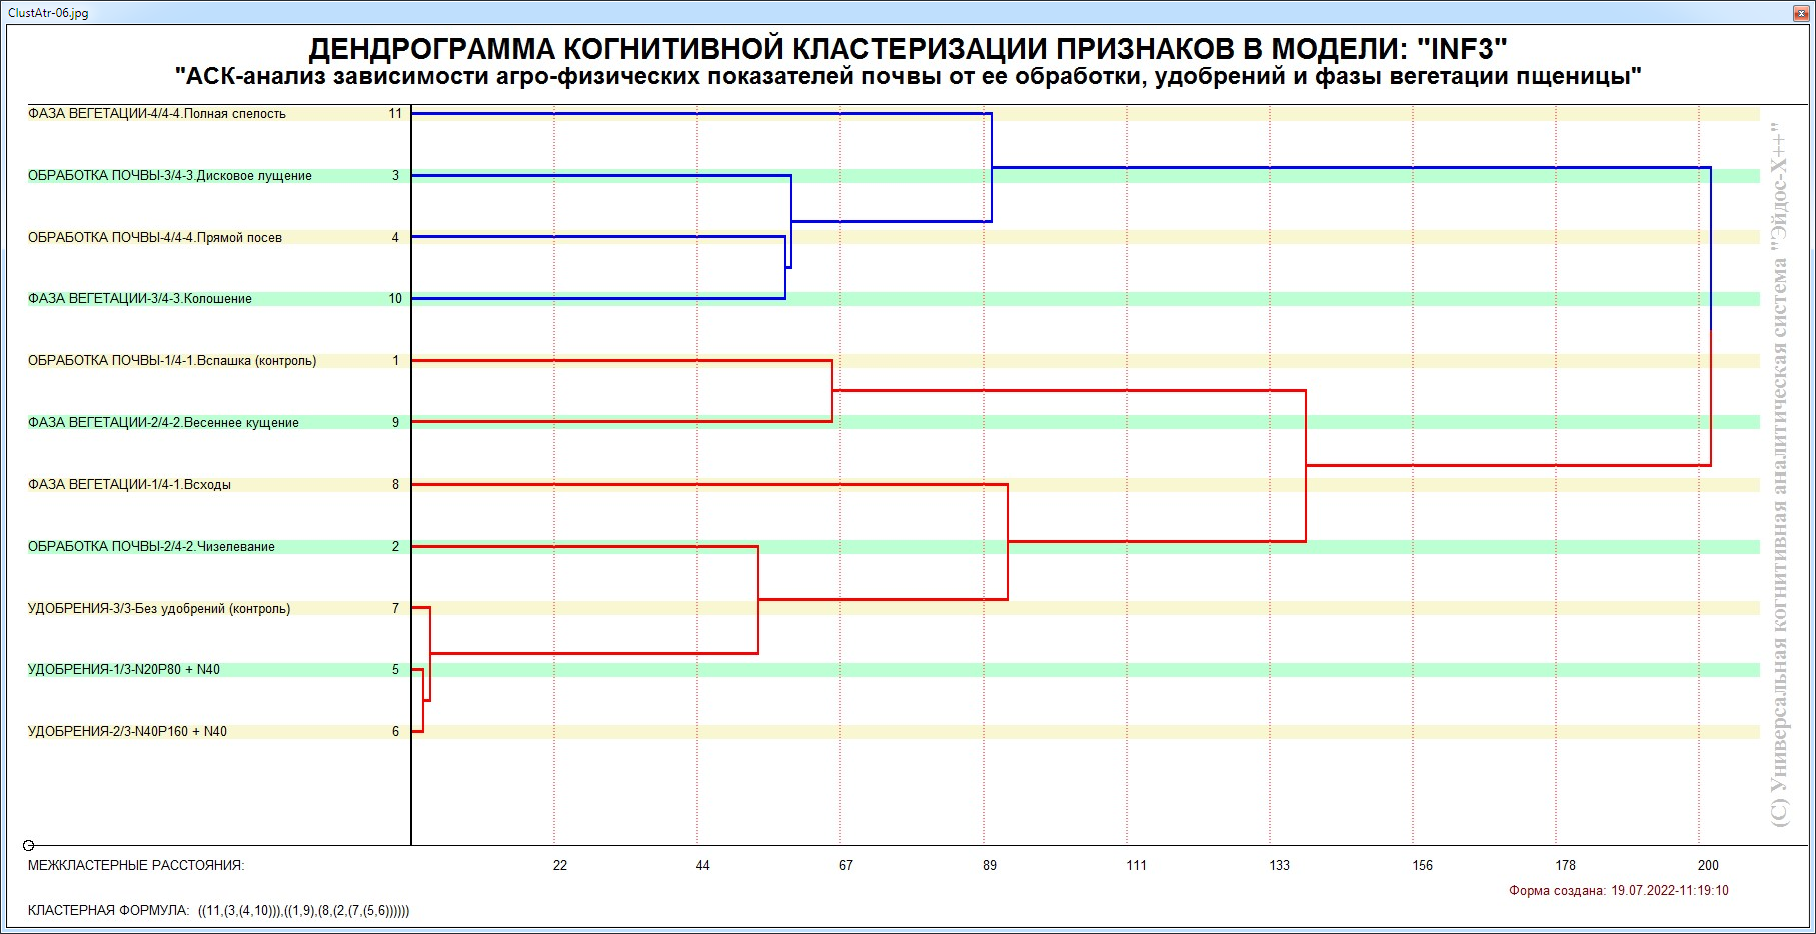 ClustAtr-06.jpg
ДЕНДРОГРАММА КОГНИТИВНОЙ КЛАСТЕРИЗАЦИИ ПРИЗНАКОВ В МОДЕЛИ: "INF3"
"АСК-анализ зависимости агро-физических показателей почвы от ее обработки, удобрений и фазы вегетации пщеницы"
ФАЗА ВЕГЕТАЦИИ-4/4-4.Полная спелость 11
ОБРАБОТКА ПОЧВЫ-3/4-3.Дисковое лущение 3
ОБРАБОТКА ПОЧВЫ-4/4-4.Прямой посев 4
ФАЗА ВЕГЕТАЦИИ-3/4-3.Колошение 10
ОБРАБОТКА ПОЧВЫ-1/4-1.Вспашка (контроль) 1
ФАЗА ВЕГЕТАЦИИ-2/4-2.Весеннее кущение 9
ФАЗА ВЕГЕТАЦИИ-1/4-1.Всходы 8
ОБРАБОТКА ПОЧВЫ-2/4-2.Чизелевание 2
УДОБРЕНИЯ-3/3-Без удобрений (контроль) 7
УДОБРЕНИЯ-1/3-N20P80 + N40 5
УДОБРЕНИЯ-2/3-N40P160 + N40 6
(C) Универсальная когнитивная аналитическая система "Эйдос-X++"
МЕЖКЛАСТЕРНЫЕ РАССТОЯНИЯ: 22 44 67 89 111 133 156 178 200
Форма создана: 19.07.2022-11:19:10
КЛАСТЕРНАЯ ФОРМУЛА: ((11,(3,(4,10))),((1,9),(8,(2,(7,(5,6))))))